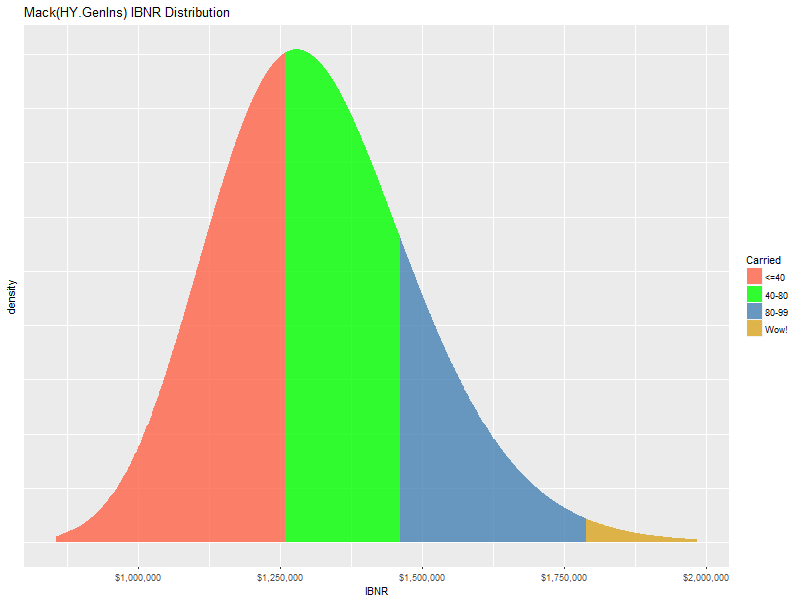 Mack(HY.GenIns) IBNR Distribution
density
Carried
<=40
40-80
80-99
Wow!
$1,000,000 $1,250,000 $1,500,000 $1,750,000 $2,000,000
IBNR